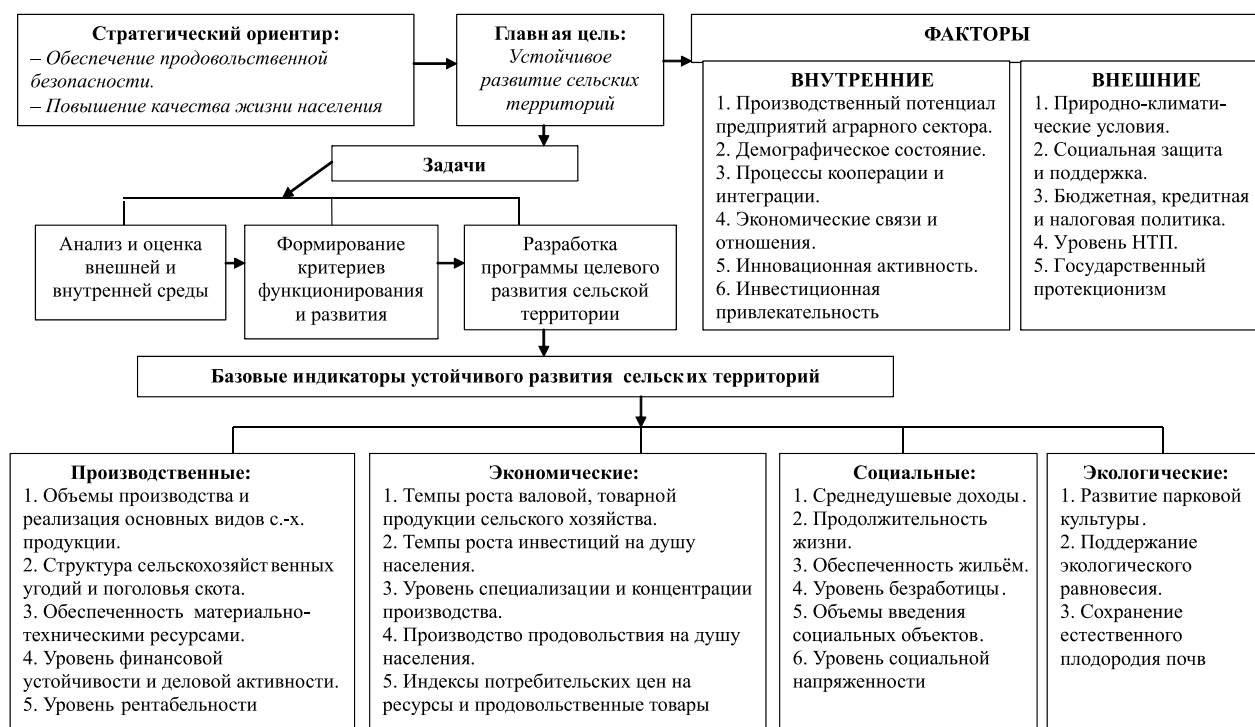 Стратегический ориентир:
– Обеспечение продовольственной
безопасности.
– Повышение качества жизни населения
Главная цель:
Устойчивое
развитие сельских
территорий
ФАКТОРЫ
ВНУТРЕННИЕ
1. Производственный потенциал
предприятий аграрного сектора.
2. Демографическое состояние.
3. Процессы кооперации и
интеграции.
4. Экономические связи и
отношения.
5. Инновационная активность.
6. Инвестиционная
привлекательность
ВНЕШНИЕ
1. Природно-климати-
ческие условия.
2. Социальная защита
и поддержка.
3. Бюджетная, кредитная
и налоговая политика.
4. Уровень НТП.
5. Государственный
протекционизм
Задачи
Анализ и оценка
внешней и
внутренней среды
Формирование
критериев
функционирования
и развития
Разработка
программы целевого
развития сельской
территории
Базовые индикаторы устойчивого развития сельских территорий
Производственные:
1. Объемы производства и
реализация основных видов с.-х.
продукции.
2. Структура сельскохозяйственных
угодий и поголовья скота.
3. Обеспеченность материально-
техническими ресурсами.
4. Уровень финансовой
устойчивости и деловой активности.
5. Уровень рентабельности
Экономические:
1. Темпы роста валовой, товарной
продукции сельского хозяйства.
2. Темпы роста инвестиций на душу
населения.
3. Уровень специализации и концентрации
производства.
4. Производство продовольствия на душу
населения.
5. Индексы потребительских цен на
ресурсы и продовольственные товары
Социальные:
1. Среднедушевые доходы.
2. Продолжительность
жизни.
3. Обеспеченность жильём.
4. Уровень безработицы.
5. Объемы введения
социальных объектов.
6. Уровень социальной
напряженности
Экологические:
1. Развитие парковой
культуры.
2. Поддержание
экологического
равновесия.
3. Сохранение
естественного
плодородия почв